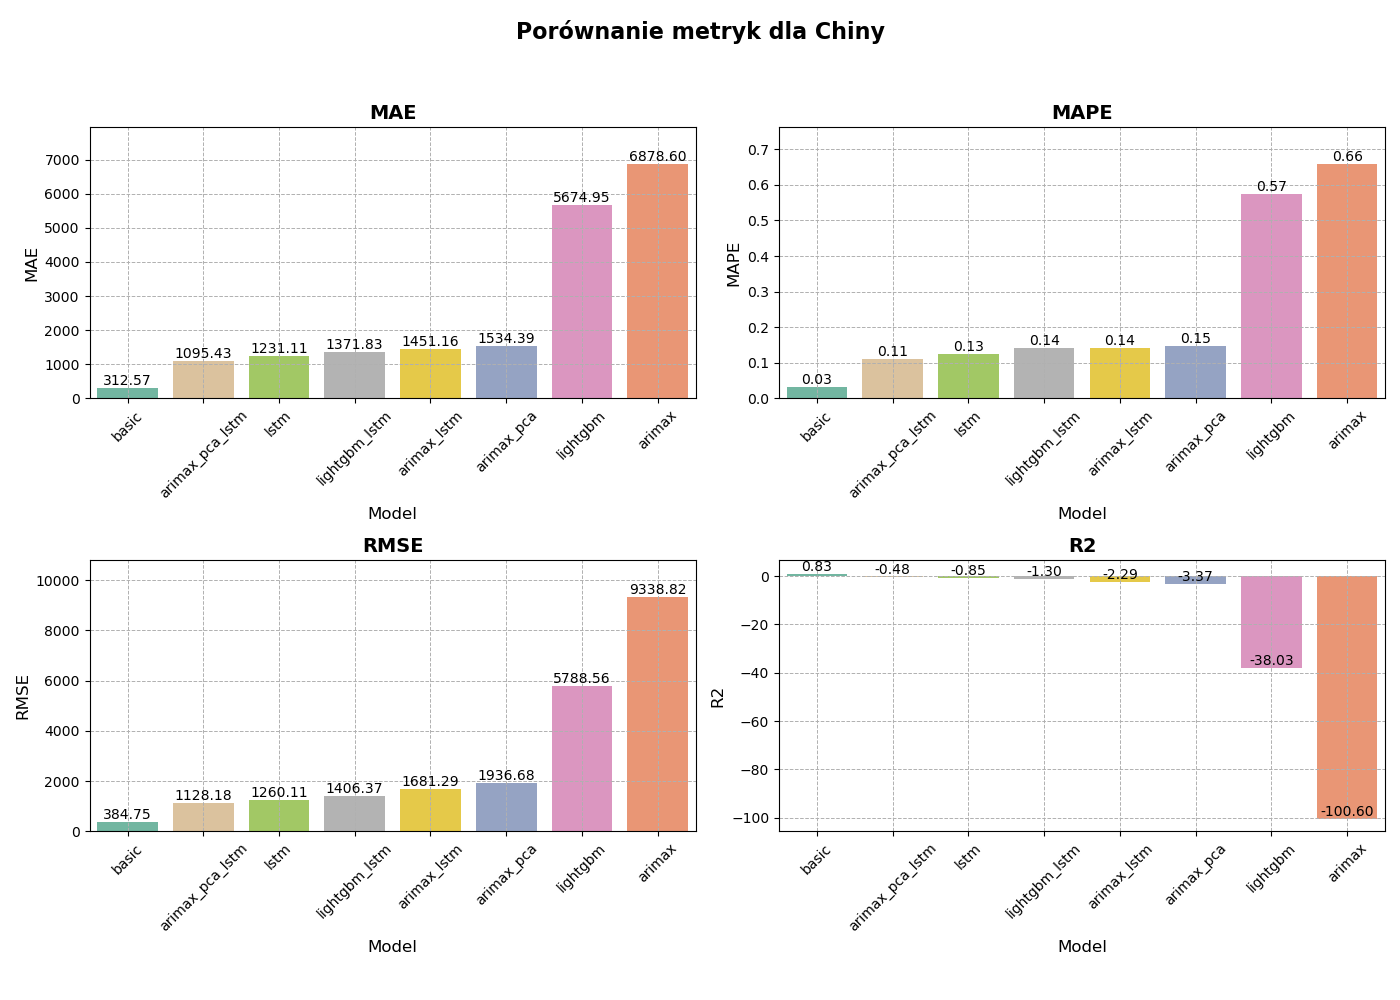 Porównanie metryk dla Chiny
MAE
MAE
7000
6000
5000
4000
3000
2000
1000
0
312.57
1095.43
1231.11
1371.83
1451.16
1534.39
5674.95
6878.60
basic
arimax_pca_lstm
lstm
lightgbm_lstm
arimax_lstm
arimax_pca
lightgbm
arimax
Model
MAPE
MAPE
0.7
0.6
0.5
0.4
0.3
0.2
0.1
0.0
0.03
0.11
0.13
0.14
0.14
0.15
0.57
0.66
basic
arimax_pca_lstm
lstm
lightgbm_lstm
arimax_lstm
arimax_pca
lightgbm
arimax
Model
RMSE
RMSE
10000
8000
6000
4000
2000
0
384.75
1128.18
1260.11
1406.37
1681.29
1936.68
5788.56
9338.82
basic
arimax_pca_lstm
lstm
lightgbm_lstm
arimax_lstm
arimax_pca
lightgbm
arimax
Model
R2
R2
0
−20
−40
−60
−80
−100
0.83
-0.48
-0.85
-1.30
-2.29
-3.37
-38.03
-100.60
basic
arimax_pca_lstm
lstm
lightgbm_lstm
arimax_lstm
arimax_pca
lightgbm
arimax
Model